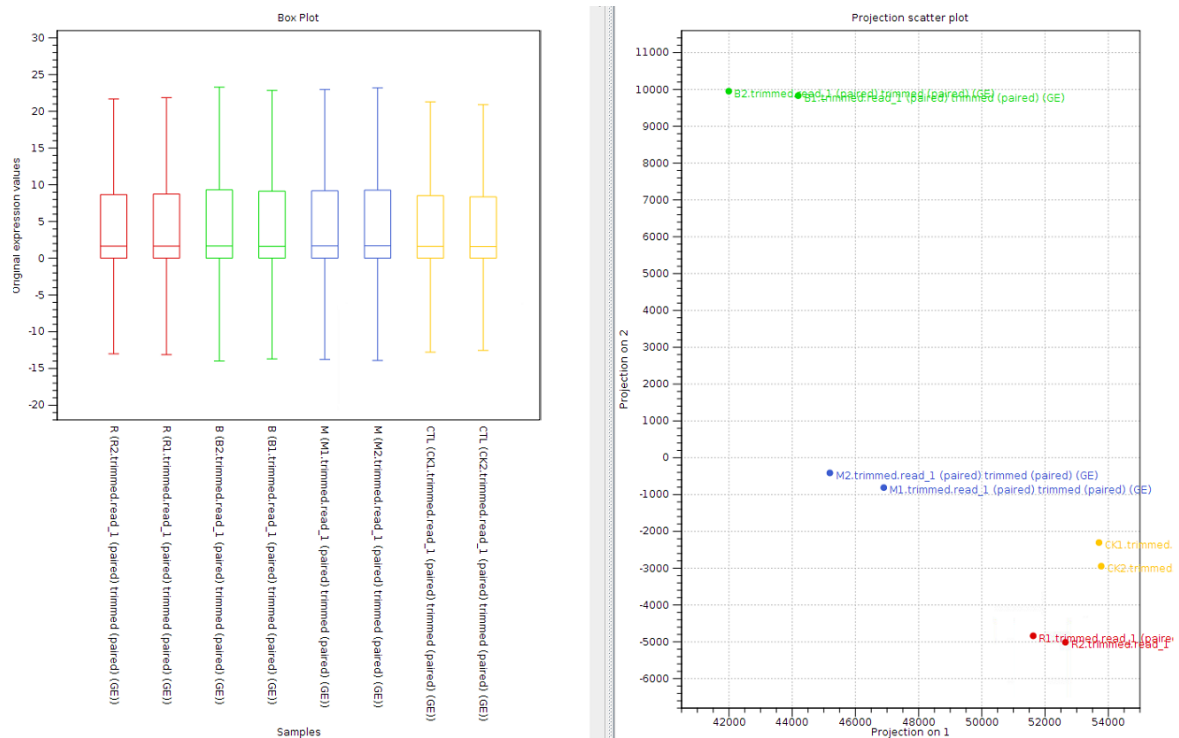 Box Plot
30
25
20
15
10
5
0
-5
-10
-15
-20
Original expression values
R (R2.trimmed.read_1 (paired) trimmed (paired) (GE))
R (R1.trimmed.read_1 (paired) trimmed (paired) (GE))
B (B2.trimmed.read_1 (paired) trimmed (paired) (GE))
B (B1.trimmed.read_1 (paired) trimmed (paired) (GE))
M (M1.trimmed.read_1 (paired) trimmed (paired) (GE))
M (M2.trimmed.read_1 (paired) trimmed (paired) (GE))
CTL (CK1.trimmed.read_1 (paired) trimmed (paired) (GE))
CTL (CK2.trimmed.read_1 (paired) trimmed (paired) (GE))
Samples
Projection scatter plot
11000
10000
9000
8000
7000
6000
5000
4000
3000
2000
1000
0
-1000
-2000
-3000
-4000
-5000
-6000
Projection on 2
B2.trimmed.read_1 (paired) trimmed (paired) (GE)
B1.trimmed.read_1 (paired) trimmed (paired) (GE)
M2.trimmed.read_1 (paired) trimmed (paired) (GE)
M1.trimmed.read_1 (paired) trimmed (paired) (GE)
CK1.trimmed.
CK2.trimmed
R1.trimmed.read_1 (paire
R2.trimmed.read_1
42000 44000 46000 48000 50000 52000 54000
Projection on 1